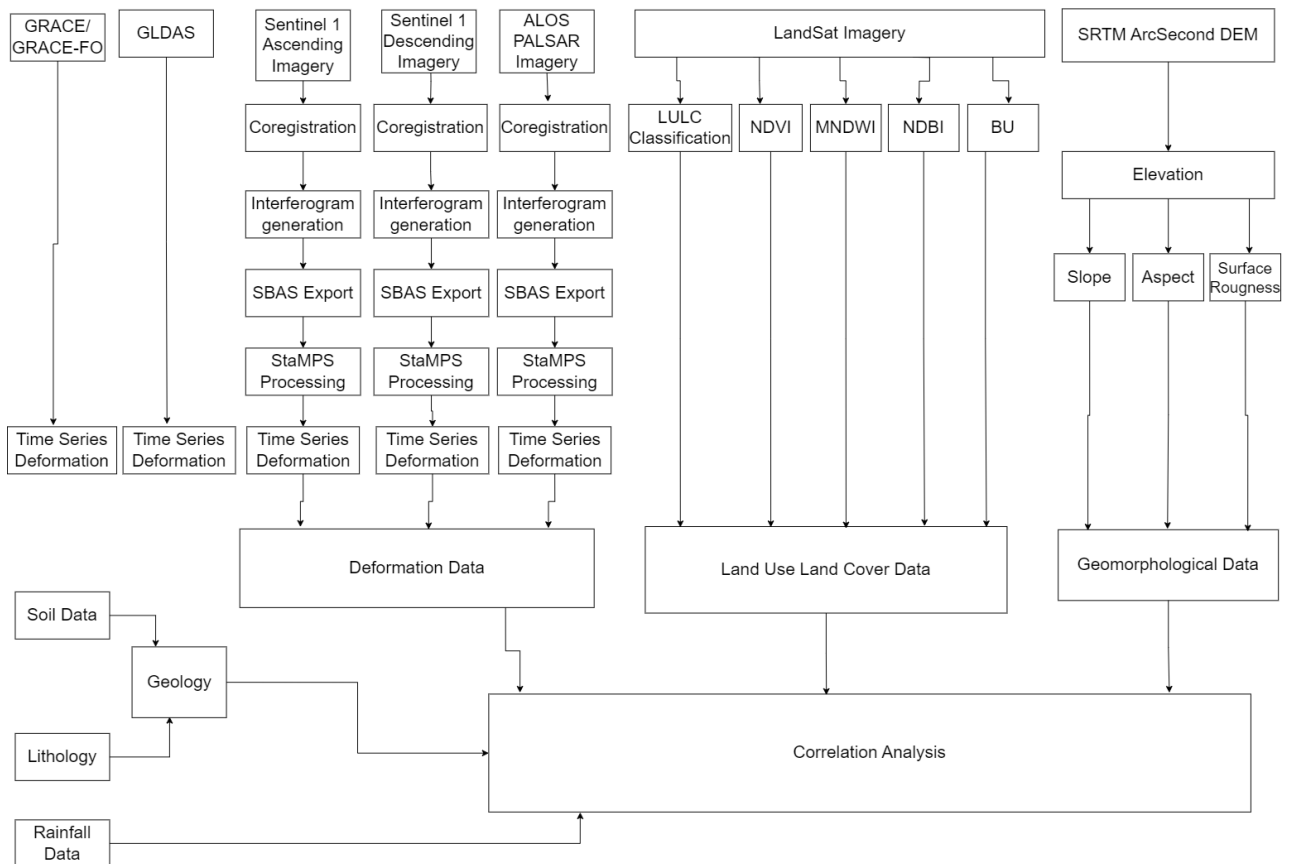 GRACE/
GRACE-FO
GLDAS
Sentinel 1
Ascending
Imagery
Sentinel 1
Descending
Imagery
ALOS
PALSAR
Imagery
LandSat Imagery
SRTM ArcSecond DEM
Coregistration
Coregistration
Coregistration
LULC
Classification
NDVI
MNDWI
NDBI
BU
Elevation
Interferogram
generation
Interferogram
generation
Interferogram
generation
SBAS Export
SBAS Export
SBAS Export
Slope
Aspect
Surface
Rougness
StaMPS
Processing
StaMPS
Processing
StaMPS
Processing
Time Series
Deformation
Time Series
Deformation
Time Series
Deformation
Time Series
Deformation
Time Series
Deformation
Deformation Data
Land Use Land Cover Data
Geomorphological Data
Soil Data
Geology
Lithology
Correlation Analysis
Rainfall
Data